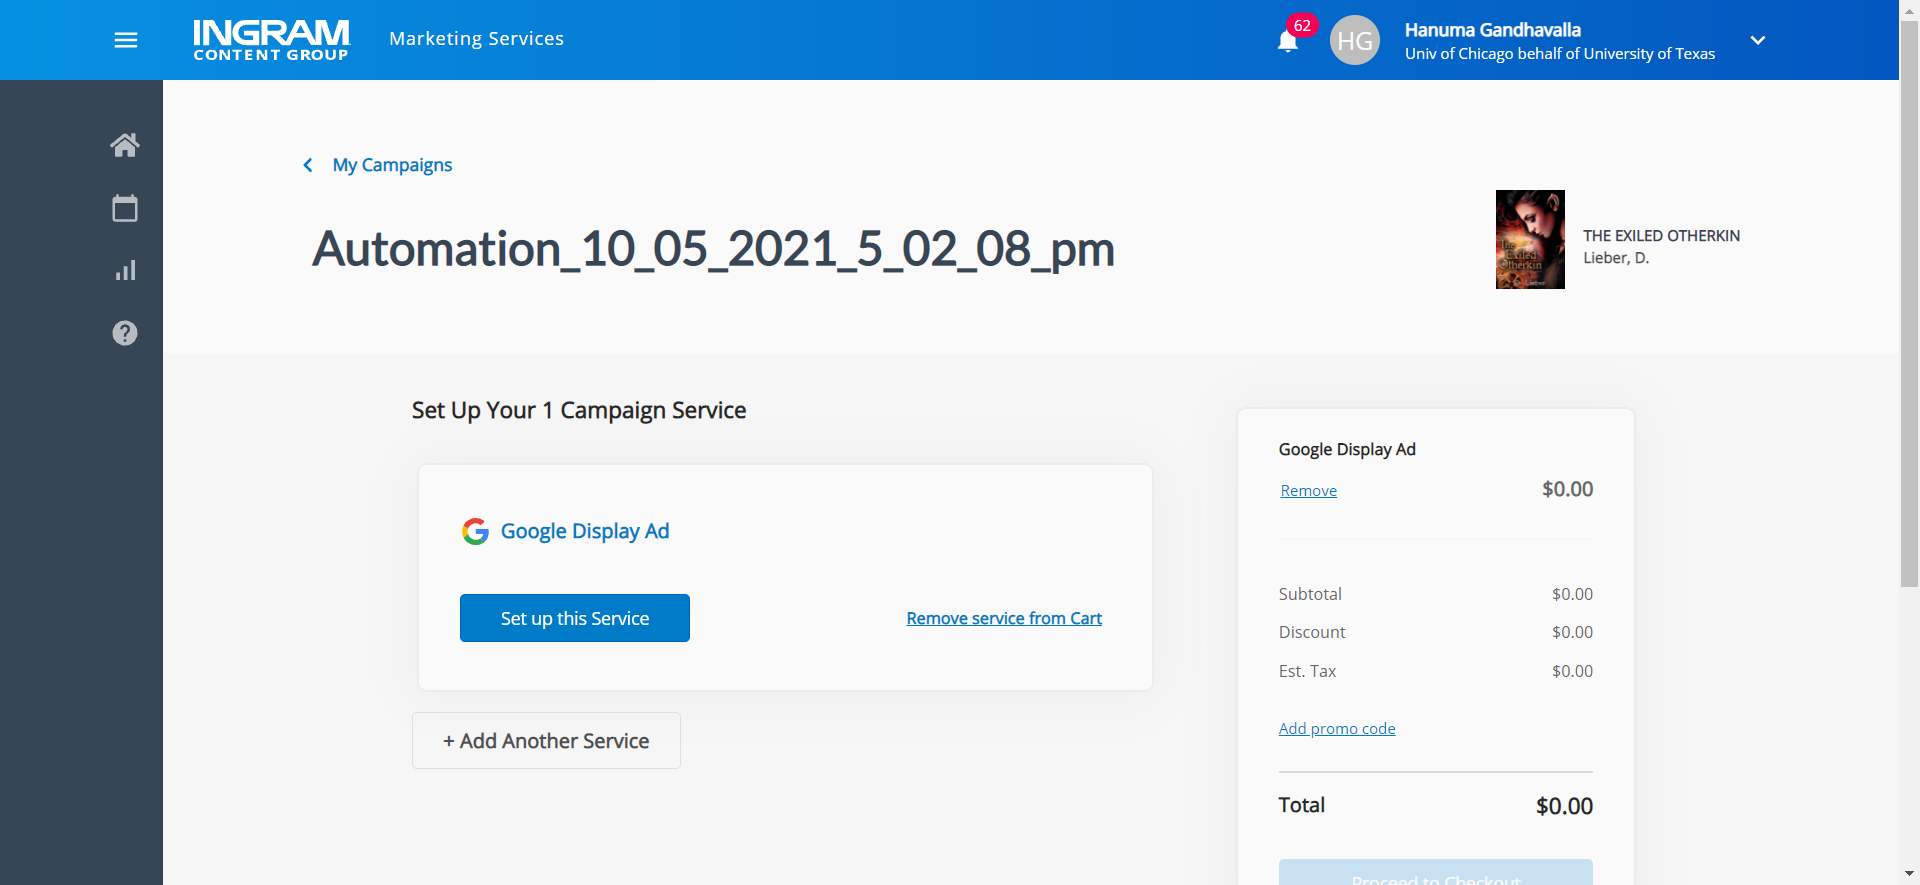 INGRAM
CONTENT GROUP
Marketing Services
62
HG
Hanuma Gandhavalla
Univ of Chicago behalf of University of Texas
My Campaigns
Automation_10_05_2021_5_02_08_pm
The
Exiled
Otherkin
THE EXILED OTHERKIN
Lieber, D.
Set Up Your 1 Campaign Service
Google Display Ad
Set up this Service
Remove service from Cart
+ Add Another Service
Google Display Ad
Remove
$0.00
Subtotal
$0.00
Discount
$0.00
Est. Tax
$0.00
Add promo code
Total
$0.00
Proceed to Checkout